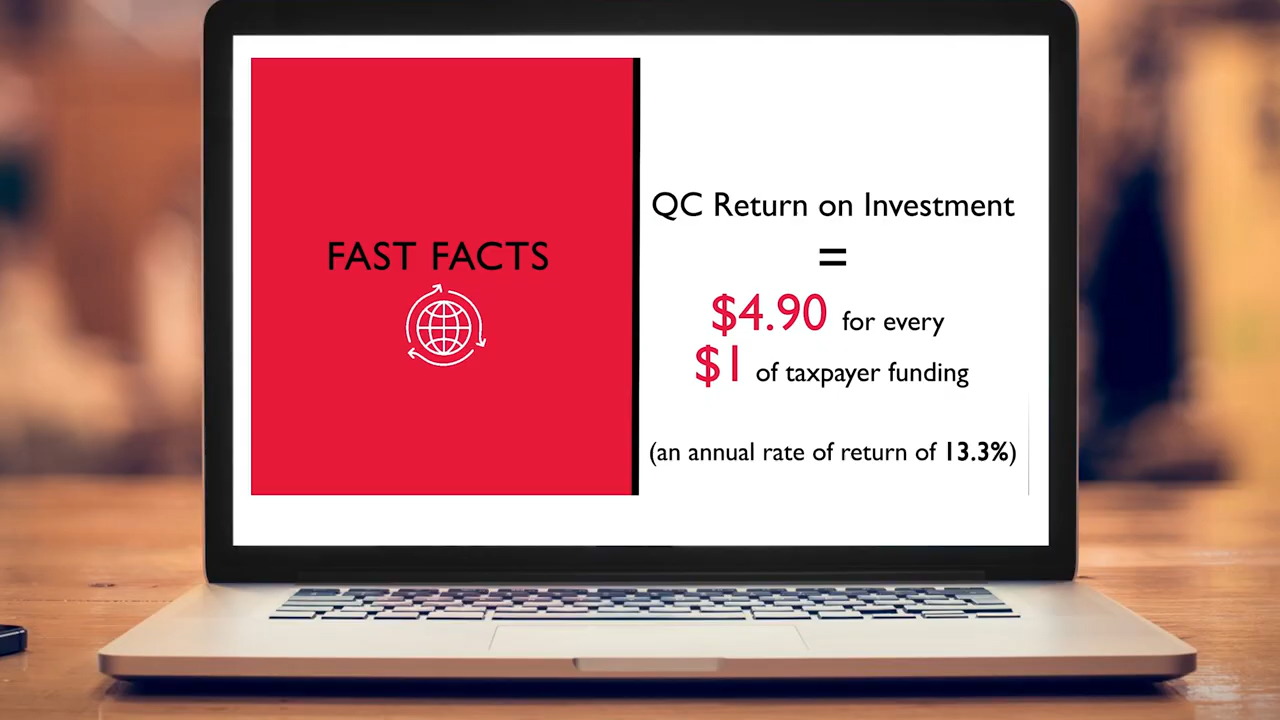 FAST FACTS
QC Return on Investment
=
$4.90 for every
$1 of taxpayer funding
(an annual rate of return of 13.3%)